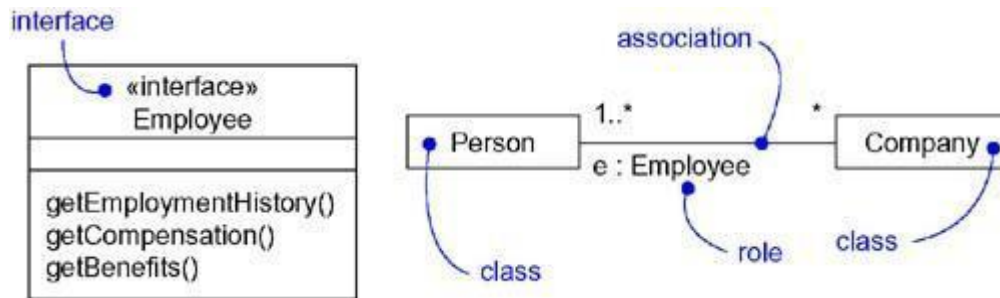 interface
«interface»
Employee
getEmploymentHistory()
getCompensation()
getBenefits()
association
1..*
*
Person
Company
e : Employee
class
role
class